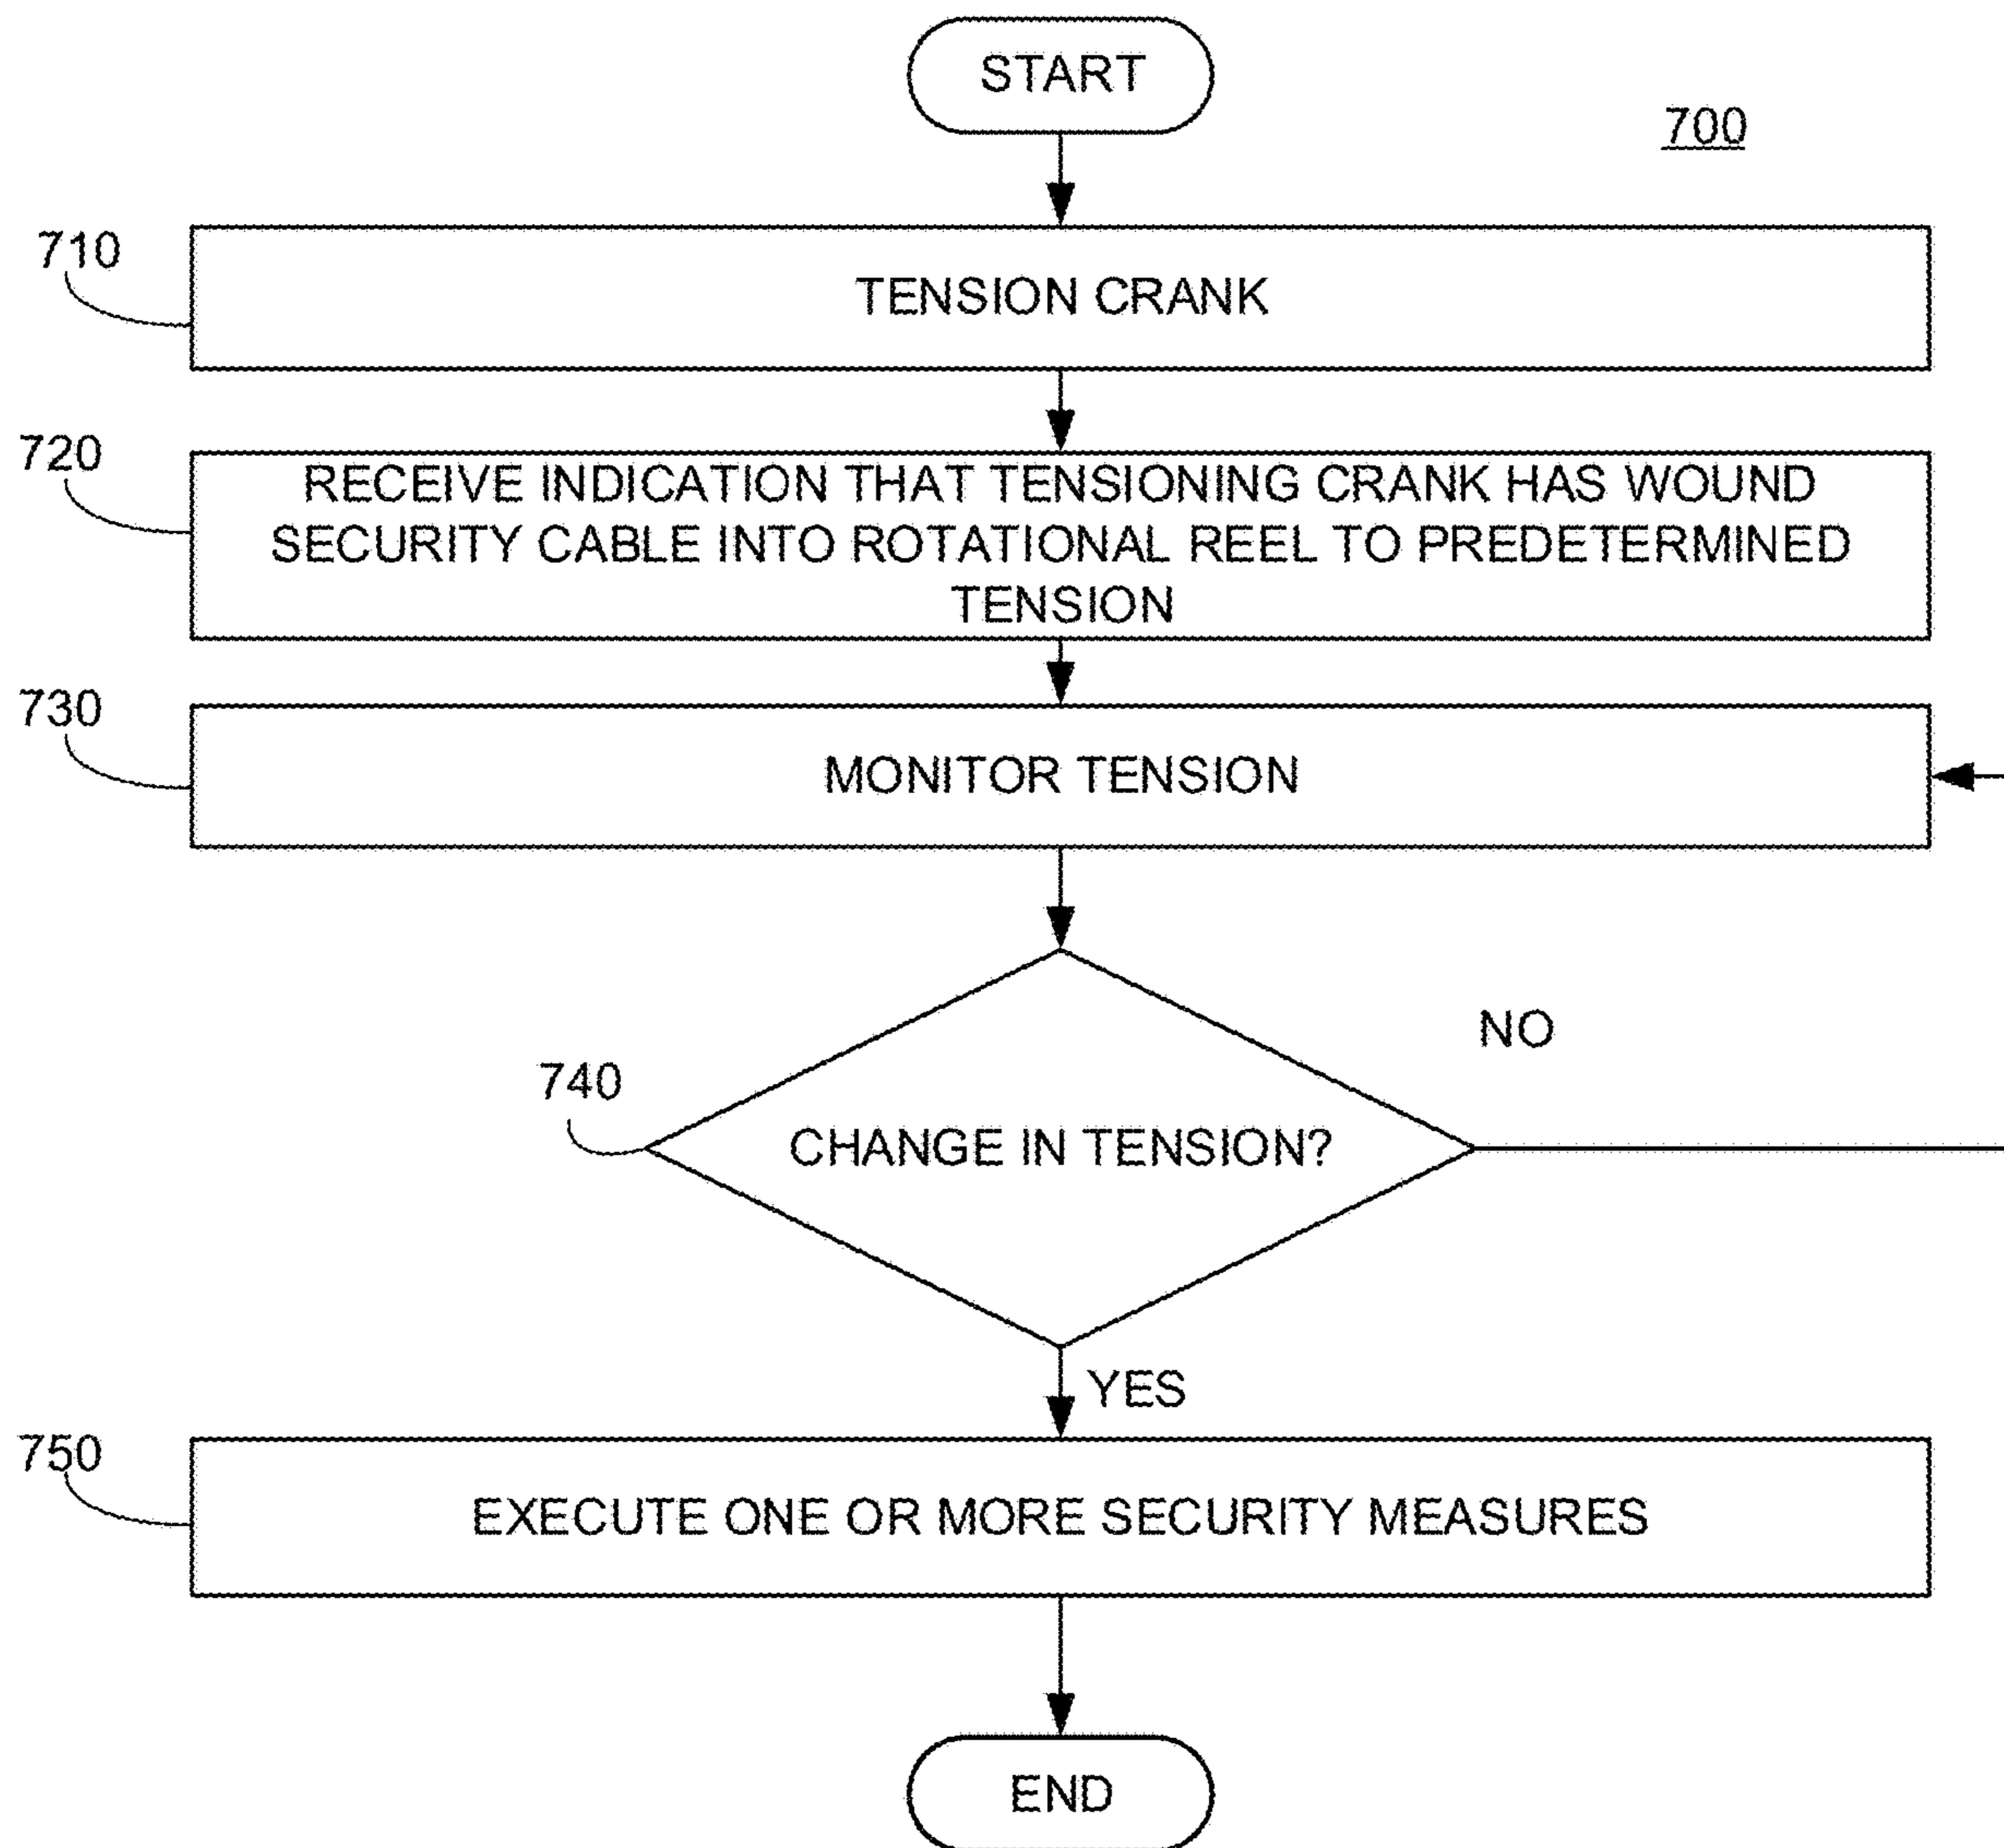 START
700
710
TENSION CRANK
720
RECEIVE INDICATION THAT TENSIONING CRANK HAS WOUND
SECURITY CABLE INTO ROTATIONAL REEL TO PREDETERMINED
TENSION
730
MONITOR TENSION
NO
740
CHANGE IN TENSION?
YES
750
EXECUTE ONE OR MORE SECURITY MEASURES
END